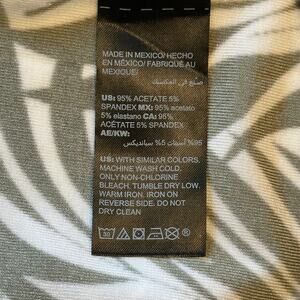 MADE IN MEXICO/ HECHO
EN MÉXICO/ FABRIQUÉ AU
MEXIQUE/
صنع في المكسيك
US: 95% ACETATE 5%
SPANDEX MX: 95% acetato
5% elastano CA: 95%
ACÉTATE 5% SPANDEX
AE/KW:
95% أسيتات 5% سبانديكس
US: WITH SIMILAR COLORS.
MACHINE WASH COLD.
ONLY NON-CHLORINE
BLEACH. TUMBLE DRY LOW.
WARM IRON. IRON ON
REVERSE SIDE. DO NOT
DRY CLEAN
30